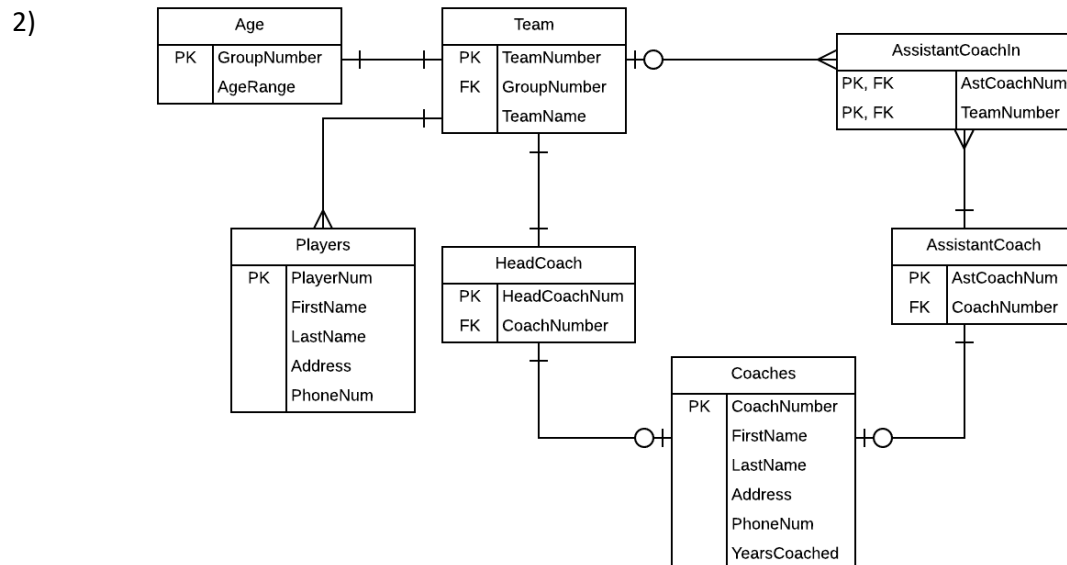 2)
Age
PK GroupNumber
AgeRange
Team
PK TeamNumber
FK GroupNumber
TeamName
AssistantCoachIn
PK, FK AstCoachNum
PK, FK TeamNumber
Players
PK PlayerNum
FirstName
LastName
Address
PhoneNum
HeadCoach
PK HeadCoachNum
FK CoachNumber
AssistantCoach
PK AstCoachNum
FK CoachNumber
Coaches
PK CoachNumber
FirstName
LastName
Address
PhoneNum
YearsCoached